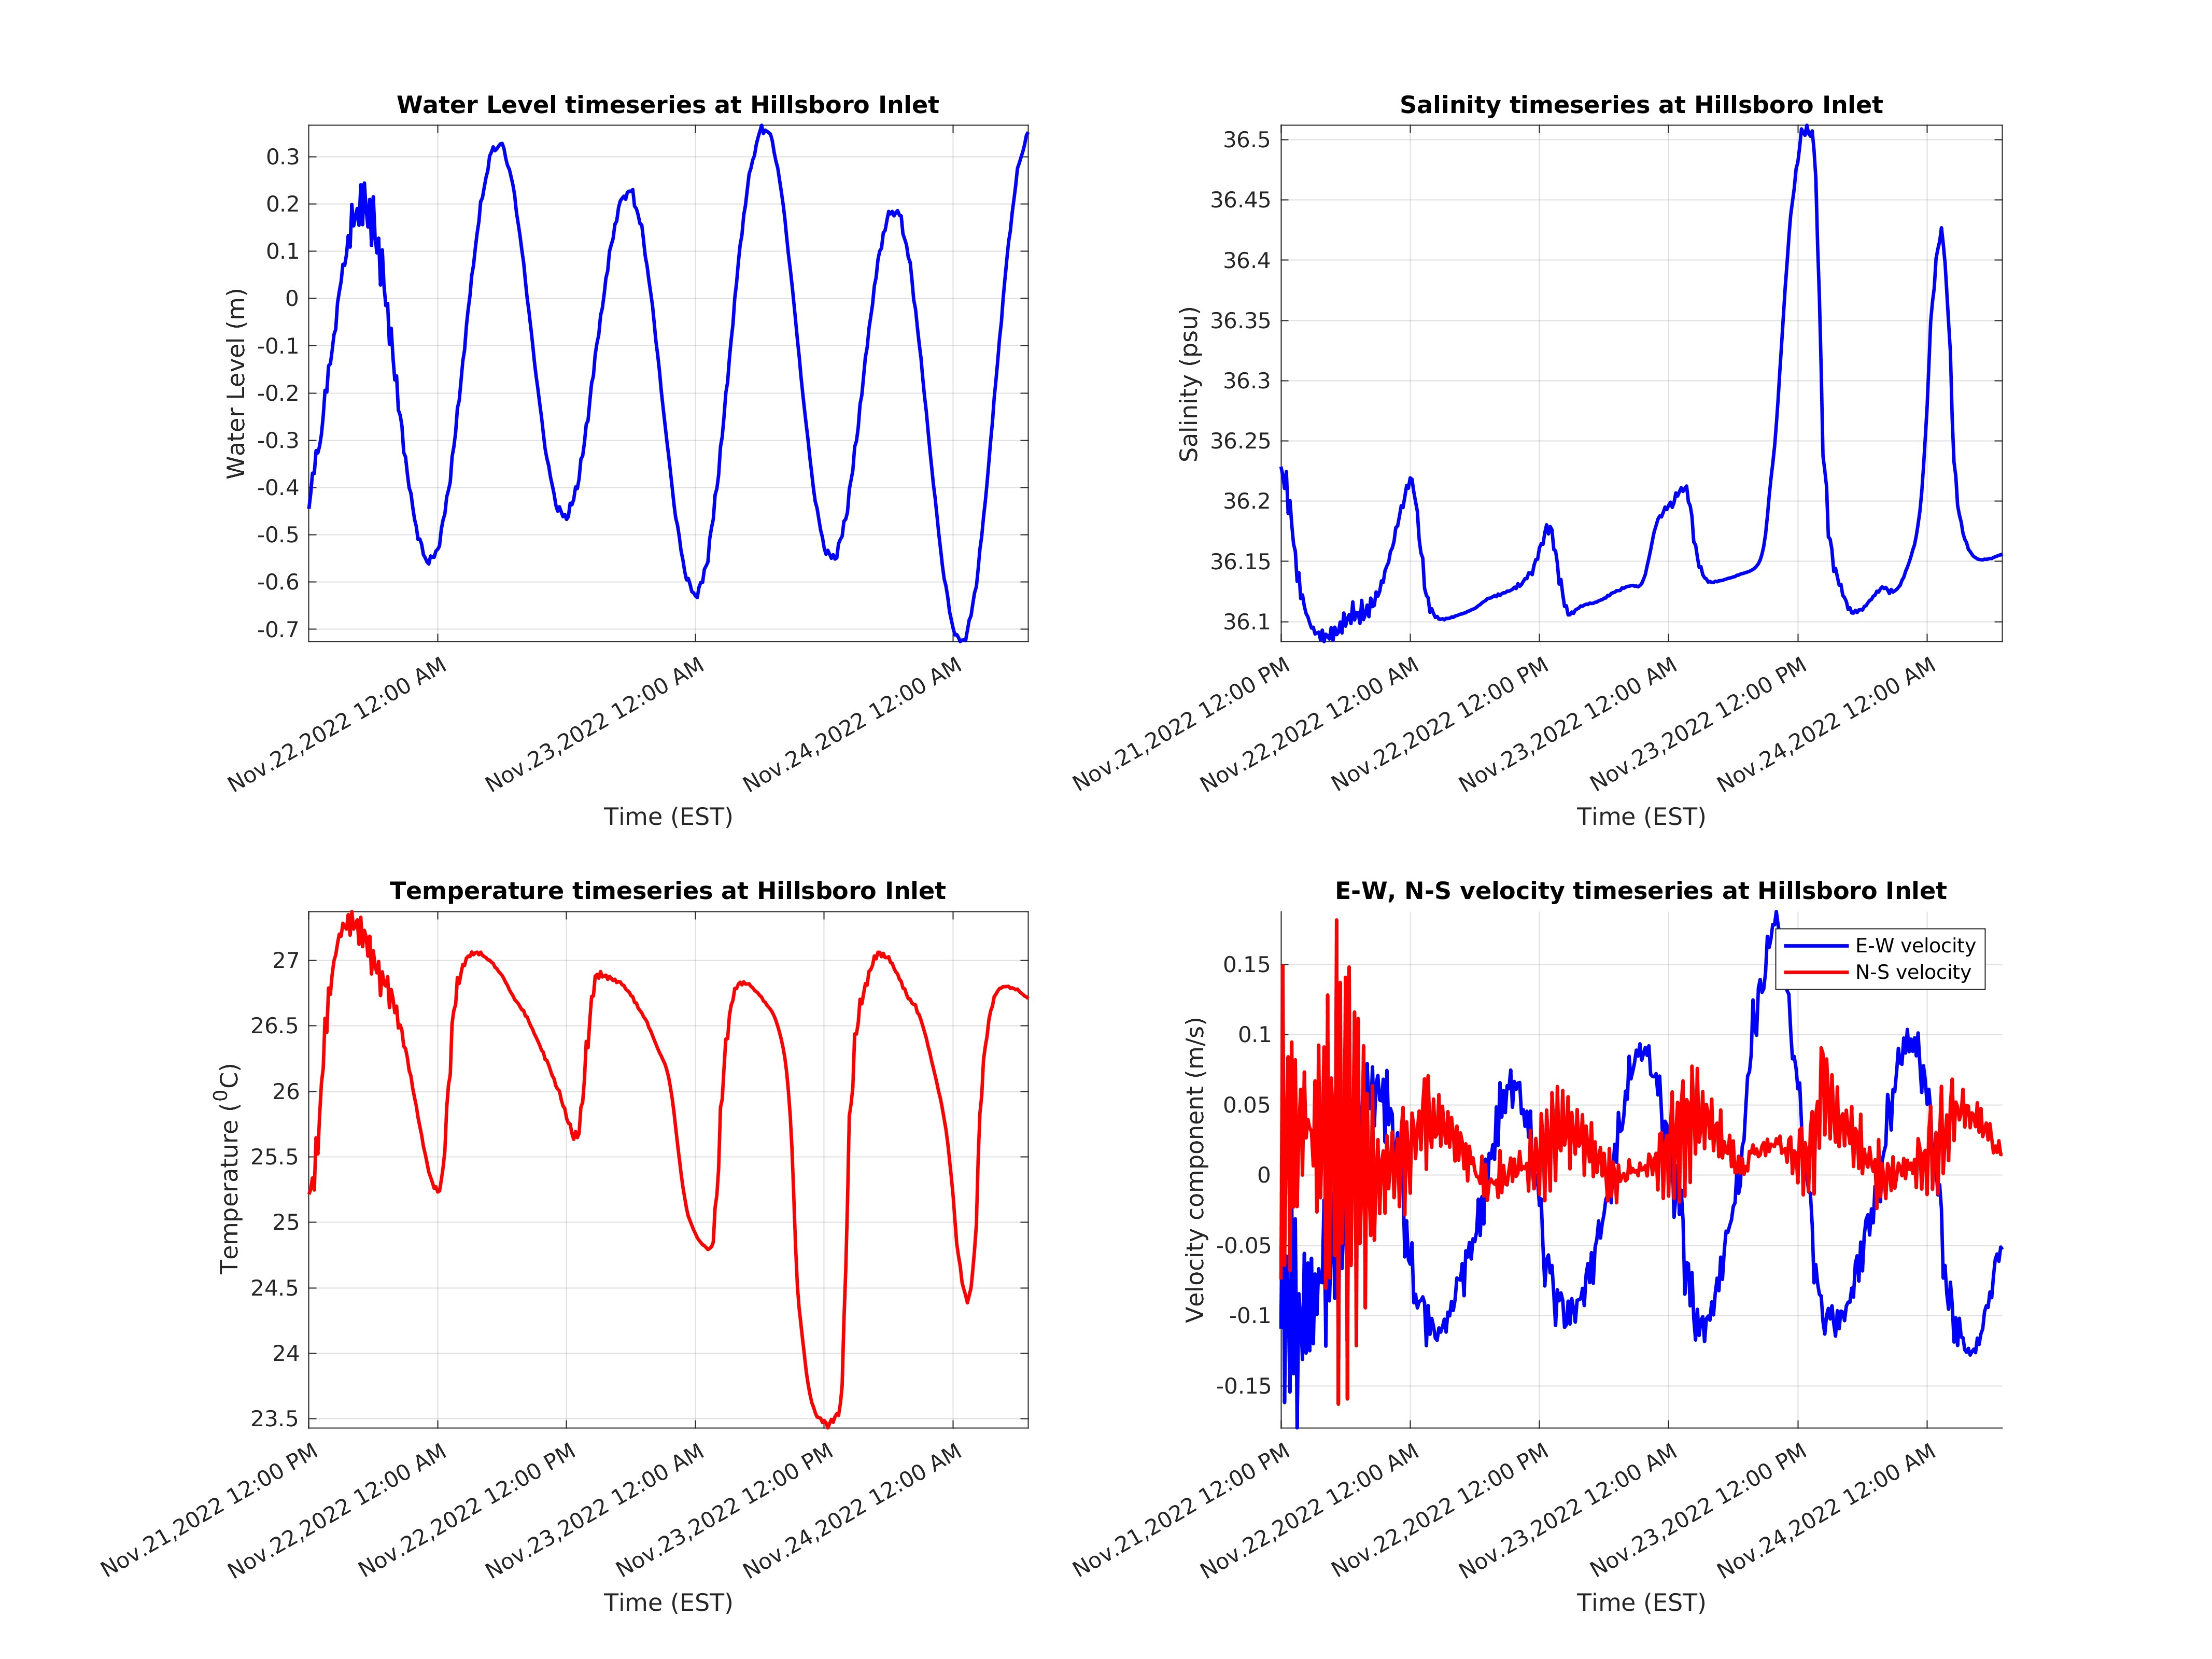 Water Level timeseries at Hillsboro Inlet
Water Level (m)
0.3
0.2
0.1
0
-0.1
-0.2
-0.3
-0.4
-0.5
-0.6
-0.7
Nov.22,2022 12:00 AM
Nov.23,2022 12:00 AM
Nov.24,2022 12:00 AM
Time (EST)
Salinity timeseries at Hillsboro Inlet
Salinity (psu)
36.5
36.45
36.4
36.35
36.3
36.25
36.2
36.15
36.1
Nov.21,2022 12:00 PM
Nov.22,2022 12:00 AM
Nov.22,2022 12:00 PM
Nov.23,2022 12:00 AM
Nov.23,2022 12:00 PM
Nov.24,2022 12:00 AM
Time (EST)
Temperature timeseries at Hillsboro Inlet
Temperature (⁰C)
27
26.5
26
25.5
25
24.5
24
23.5
Nov.21,2022 12:00 PM
Nov.22,2022 12:00 AM
Nov.22,2022 12:00 PM
Nov.23,2022 12:00 AM
Nov.23,2022 12:00 PM
Nov.24,2022 12:00 AM
Time (EST)
E-W, N-S velocity timeseries at Hillsboro Inlet
Velocity component (m/s)
0.15
0.1
0.05
0
-0.05
-0.1
-0.15
E-W velocity
N-S velocity
Nov.21,2022 12:00 PM
Nov.22,2022 12:00 AM
Nov.22,2022 12:00 PM
Nov.23,2022 12:00 AM
Nov.23,2022 12:00 PM
Nov.24,2022 12:00 AM
Time (EST)